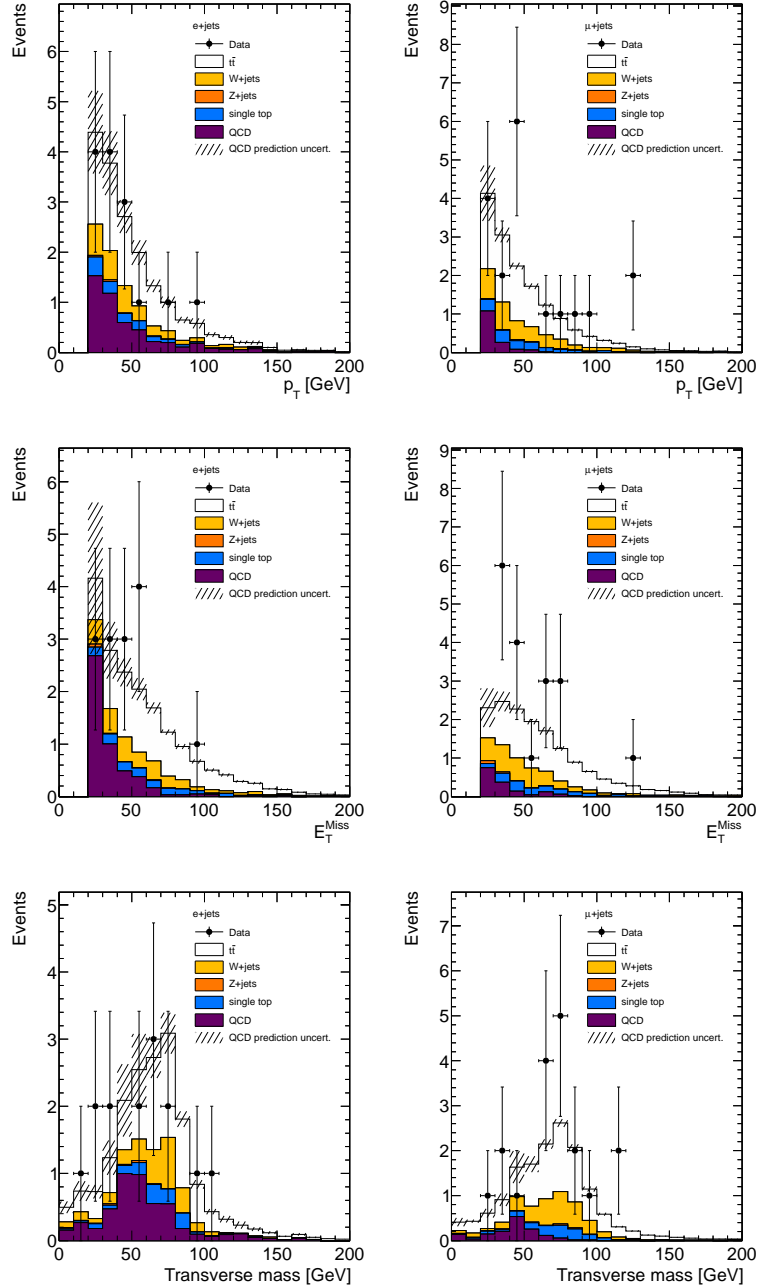 Events
e+jets
Data
tt̄
W+jets
Z+jets
single top
QCD
QCD prediction uncert.
0 1 2 3 4 5 6
0 50 100 150 200
p_T [GeV]
Events
μ+jets
Data
tt̄
W+jets
Z+jets
single top
QCD
QCD prediction uncert.
0 1 2 3 4 5 6 7 8 9
0 50 100 150 200
p_T [GeV]
Events
e+jets
Data
tt̄
W+jets
Z+jets
single top
QCD
QCD prediction uncert.
0 1 2 3 4 5 6
0 50 100 150 200
E_T^Miss
Events
μ+jets
Data
tt̄
W+jets
Z+jets
single top
QCD
QCD prediction uncert.
0 1 2 3 4 5 6 7 8 9
0 50 100 150 200
E_T^Miss
Events
e+jets
Data
tt̄
W+jets
Z+jets
single top
QCD
QCD prediction uncert.
0 1 2 3 4 5
0 50 100 150 200
Transverse mass [GeV]
Events
μ+jets
Data
tt̄
W+jets
Z+jets
single top
QCD
QCD prediction uncert.
0 1 2 3 4 5 6 7
0 50 100 150 200
Transverse mass [GeV]